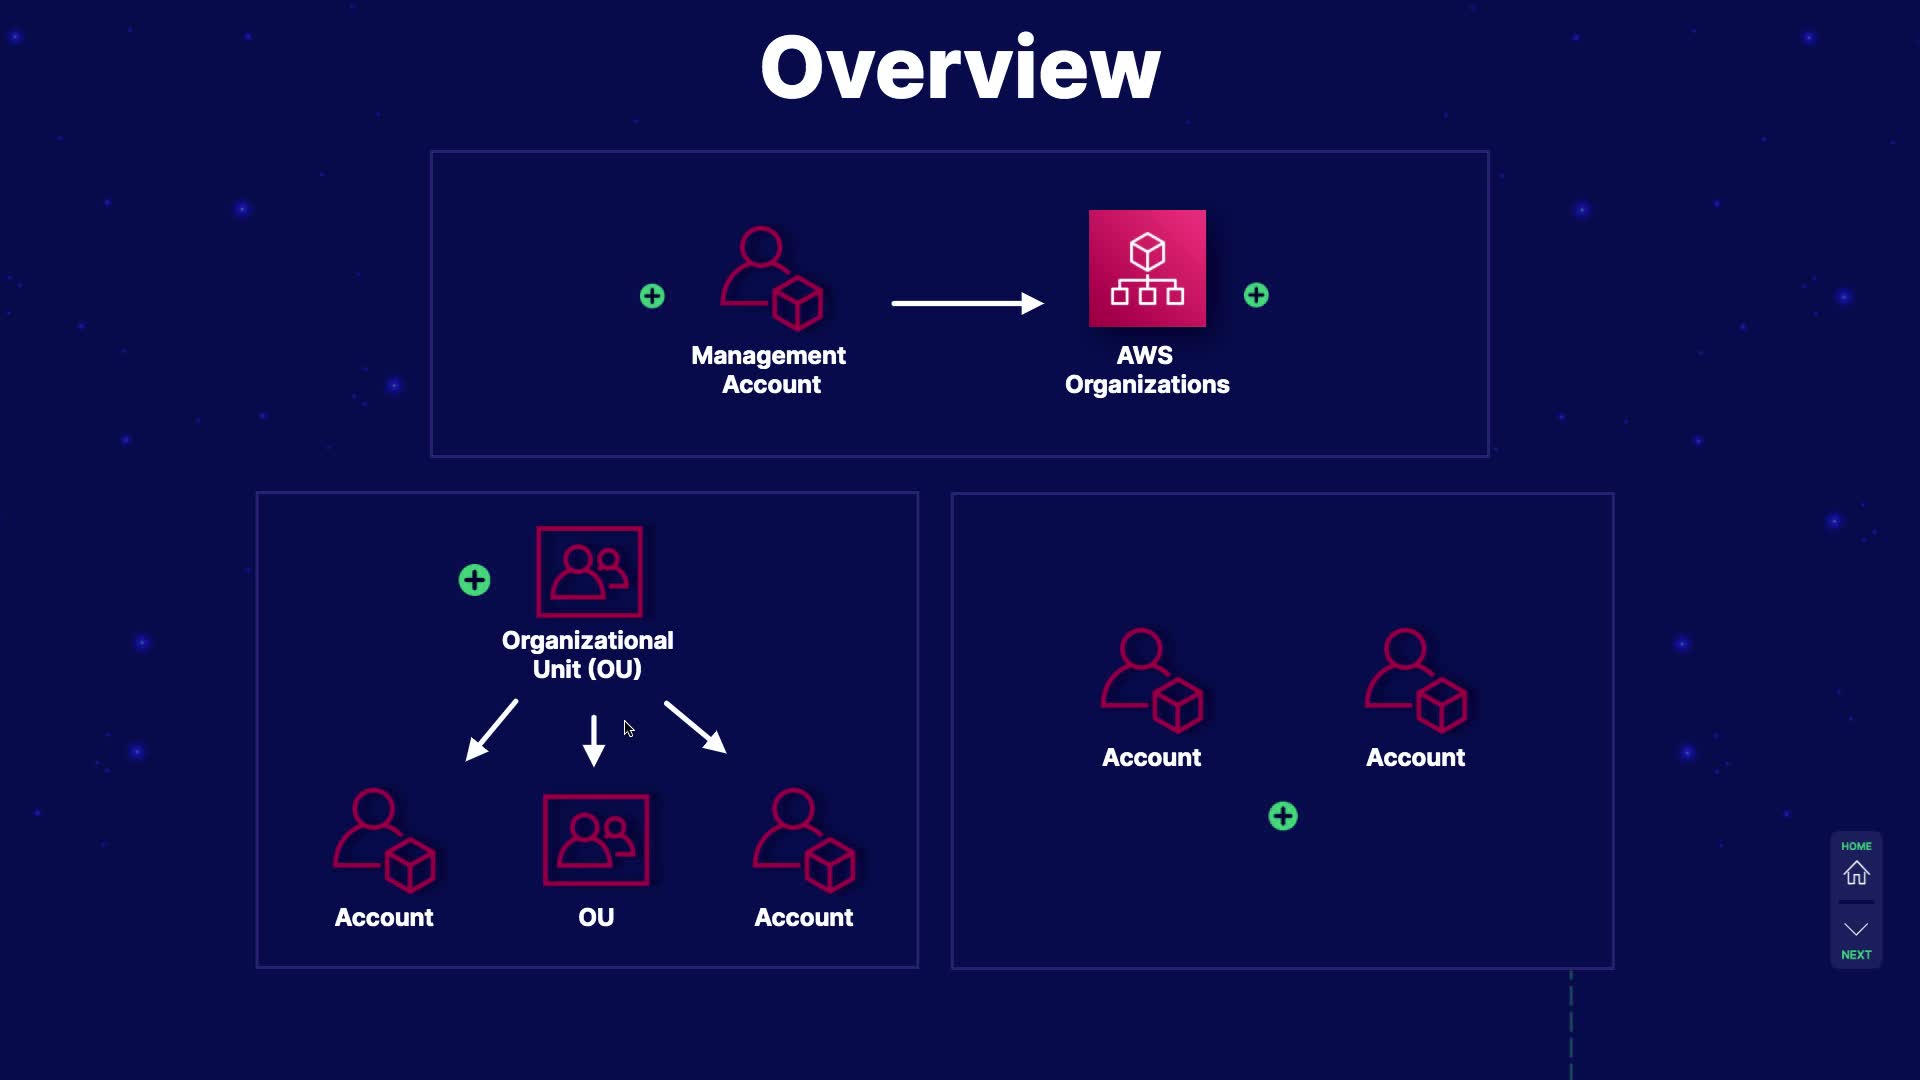 Overview
Management
Account
AWS
Organizations
Organizational
Unit (OU)
Account
OU
Account
Account
Account
HOME
NEXT